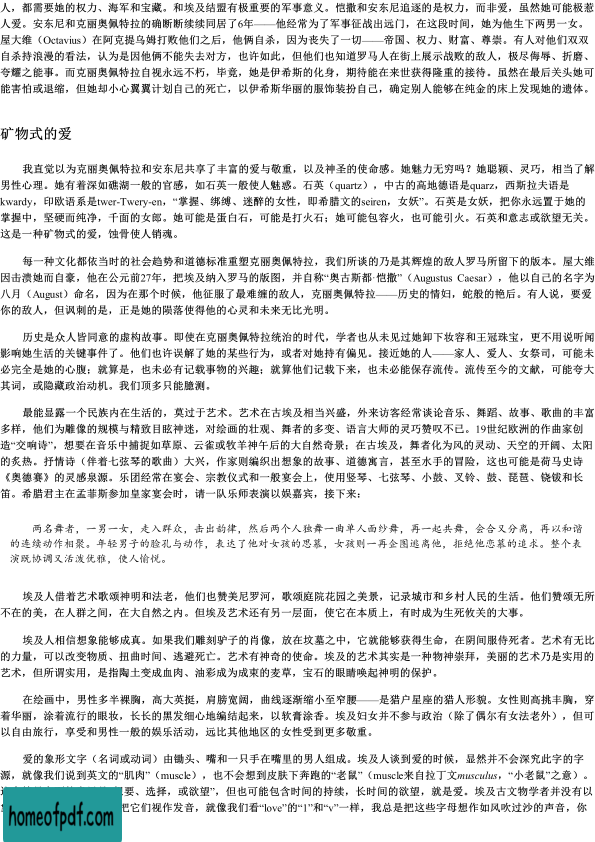 人，都需要她的权力、海军和宝藏。和埃及结盟有极重要的军事意义。恺撒和安东尼追逐的是权力，而非爱，虽然她可能极惹
人爱。安东尼和克丽奥佩特拉的确断断续续同居了6年——他经常为了军事征战出远门，在这段时间，她为他生下两男一女。
屋大维（Octavius）在阿克提乌姆打败他们之后，他俩自杀，因为丧失了一切——帝国、权力、财富、尊崇。有人对他们双双
自杀持浪漫的看法，认为是因他俩不能失去对方，也许如此，但他们也知道罗马人在街上展示战败的敌人，极尽侮辱、折磨、
夸耀之能事。而克丽奥佩特拉自视永远不朽，毕竟，她是伊希斯的化身，期待能在来世获得隆重的接待。虽然在最后关头她可
能害怕或退缩，但她却小心翼翼计划自己的死亡，以伊希斯华丽的服饰装扮自己，确定别人能够在纯金的床上发现她的遗体。
矿物式的爱
我直觉以为克丽奥佩特拉和安东尼共享了丰富的爱与敬重，以及神圣的使命感。她魅力无穷吗？她聪颖、灵巧，相当了解
男性心理。她有着深如礁湖一般的官感，如石英一般使人魅惑。石英（quartz），中古的高地德语是quarz，西斯拉夫语是
kwardy，印欧语系是twer-Twery-en，“掌握、绑缚、迷醉的女性，即希腊文的seiren，女妖”。石英是女妖，把你永远置于她的
掌握中，坚硬而纯净，千面的女郎。她可能是蛋白石，可能是打火石；她可能包容火，也可能引火。石英和意志或欲望无关。
这是一种矿物式的爱，蚀骨使人销魂。
每一种文化都依当时的社会趋势和道德标准重塑克丽奥佩特拉，我们所谈的乃是其辉煌的敌人罗马所留下的版本。屋大维
因击溃她而自豪，他在公元前27年，把埃及纳入罗马的版图，并自称“奥古斯都·恺撒”（Augustus Caesar），他以自己的名字为
八月（August）命名，因为在那个时候，他征服了最难缠的敌人，克丽奥佩特拉——历史的情妇，蛇般的艳后。有人说，要爱
你的敌人，但讽刺的是，正是她的陨落使得他的心灵和未来无比光明。
历史是众人皆同意的虚构故事。即使在克丽奥佩特拉统治的时代，学者也从未见过她卸下妆容和王冠珠宝，更不用说听闻
影响她生活的关键事件了。他们也许误解了她的某些行为，或者对她持有偏见。接近她的人——家人、爱人、女祭司，可能未
必完全是她的心腹；就算是，也未必有记载事物的兴趣；就算他们记载下来，也未必能保存流传。流传至今的文献，可能夸大
其词，或隐藏政治动机。我们顶多只能臆测。
最能显露一个民族内在生活的，莫过于艺术。艺术在古埃及相当兴盛，外来访客经常谈论音乐、舞蹈、故事、歌曲的丰富
多样，他们为雕像的规模与精致目眩神迷，对绘画的壮观、舞者的多变、语言大师的灵巧赞叹不已。19世纪欧洲的作曲家创
造“交响诗”，想要在音乐中捕捉如草原、云雀或牧羊神午后的大自然奇景；在古埃及，舞者化为风的灵动、天空的开阔、太阳
的炙热。抒情诗（伴着七弦琴的歌曲）大兴，作家则编织出想象的故事、道德寓言，甚至水手的冒险，这也可能是荷马史诗
《奥德赛》的灵感泉源。乐团经常在宴会、宗教仪式和一般宴会上，使用竖琴、七弦琴、小鼓、叉铃、鼓、琵琶、铙钹和长
笛。希腊君主在孟菲斯参加皇家宴会时，请一队乐师表演以娱嘉宾，接下来：
两名舞者，一男一女，走入群众，击出韵律，然后两个人独舞一曲单人面纱舞，再一起共舞，会合又分离，再以和谐
的连续动作相聚。年轻男子的脸孔与动作，表达了他对女孩的思慕，女孩则一再企图逃离他，拒绝他恋慕的追求。整个表
演既协调又活泼优雅，使人愉悦。
埃及人借着艺术歌颂神明和法老，他们也赞美尼罗河，歌颂庭院花园之美景，记录城市和乡村人民的生活。他们赞颂无所
不在的美，在人群之间，在大自然之内。但埃及艺术还有另一层面，使它在本质上，有时成为生死攸关的大事。
埃及人相信想象能够成真。如果我们雕刻驴子的肖像，放在坟墓之中，它就能够获得生命，在阴间服侍死者。艺术有无比
的力量，可以改变物质、扭曲时间、逃避死亡。艺术有神奇的使命。埃及的艺术其实是一种物神崇拜，美丽的艺术乃是实用的
艺术，但所谓实用，是指陶土变成血肉、油彩成为成束的麦草，宝石的眼睛唤起神明的保护。
在绘画中，男性多半裸胸，高大英挺，肩膀宽阔，曲线逐渐缩小至窄腰——是猎户星座的猎人形貌。女性则高挑丰胸，穿
着华丽，涂着流行的眼妆，长长的黑发细心地编结起来，以软膏涂香。埃及妇女并不参与政治（除了偶尔有女法老外），但可
以自由旅行，享受和男性一般的娱乐活动，远比其他地区的女性受到更多敬重。
爱的象形文字（名词或动词）由锄头、嘴和一只手在嘴里的男人组成。埃及人谈到爱的时候，显然并不会深究此字的字
源，就像我们说到英文的“肌肉”（muscle），也不会想到皮肤下奔跑的“老鼠”（muscle来自拉丁文musculus，“小老鼠”之意）。
要、选择，或欲望”，但也可能包含时间的持续，长时间的欲望，就是爱。埃及古文物学者并没有以
把它们视作发音，就像我们看“love”的“l”和“v”一样，我总是把这些字母想作如风吹过沙的声音，你
homeofpdf.com